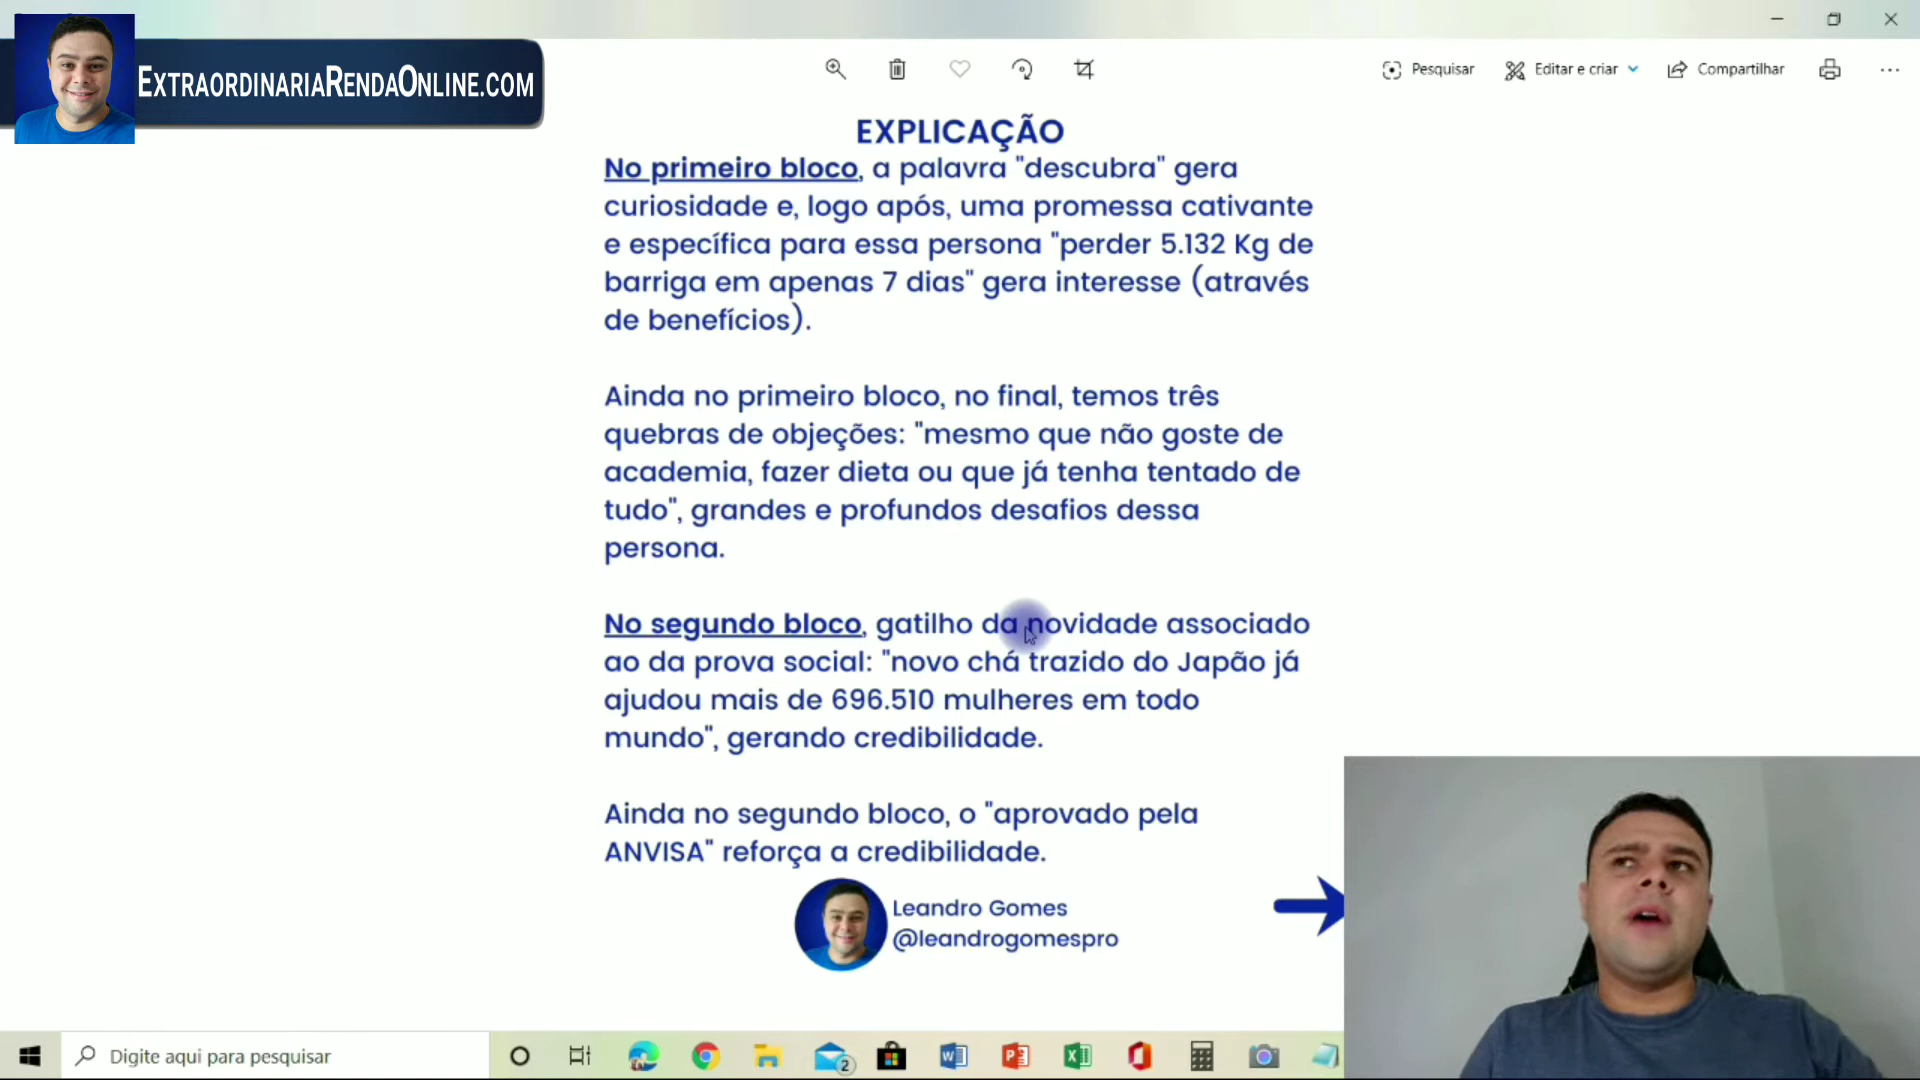 EXTRAORDINARIARENDAONLINE.COM
Pesquisar
Editar e criar
Compartilhar
EXPLICAÇÃO
No primeiro bloco, a palavra "descubra" gera
curiosidade e, logo após, uma promessa cativante
e específica para essa persona "perder 5.132 Kg de
barriga em apenas 7 dias" gera interesse (através
de benefícios).
Ainda no primeiro bloco, no final, temos três
quebras de objeções: "mesmo que não goste de
academia, fazer dieta ou que já tenha tentado de
tudo", grandes e profundos desafios dessa
persona.
No segundo bloco, gatilho da novidade associado
ao da prova social: "novo chá trazido do Japão já
ajudou mais de 696.510 mulheres em todo
mundo", gerando credibilidade.
Ainda no segundo bloco, o "aprovado pela
ANVISA" reforça a credibilidade.
Leandro Gomes
@leandrogomespro
Digite aqui para pesquisar
2